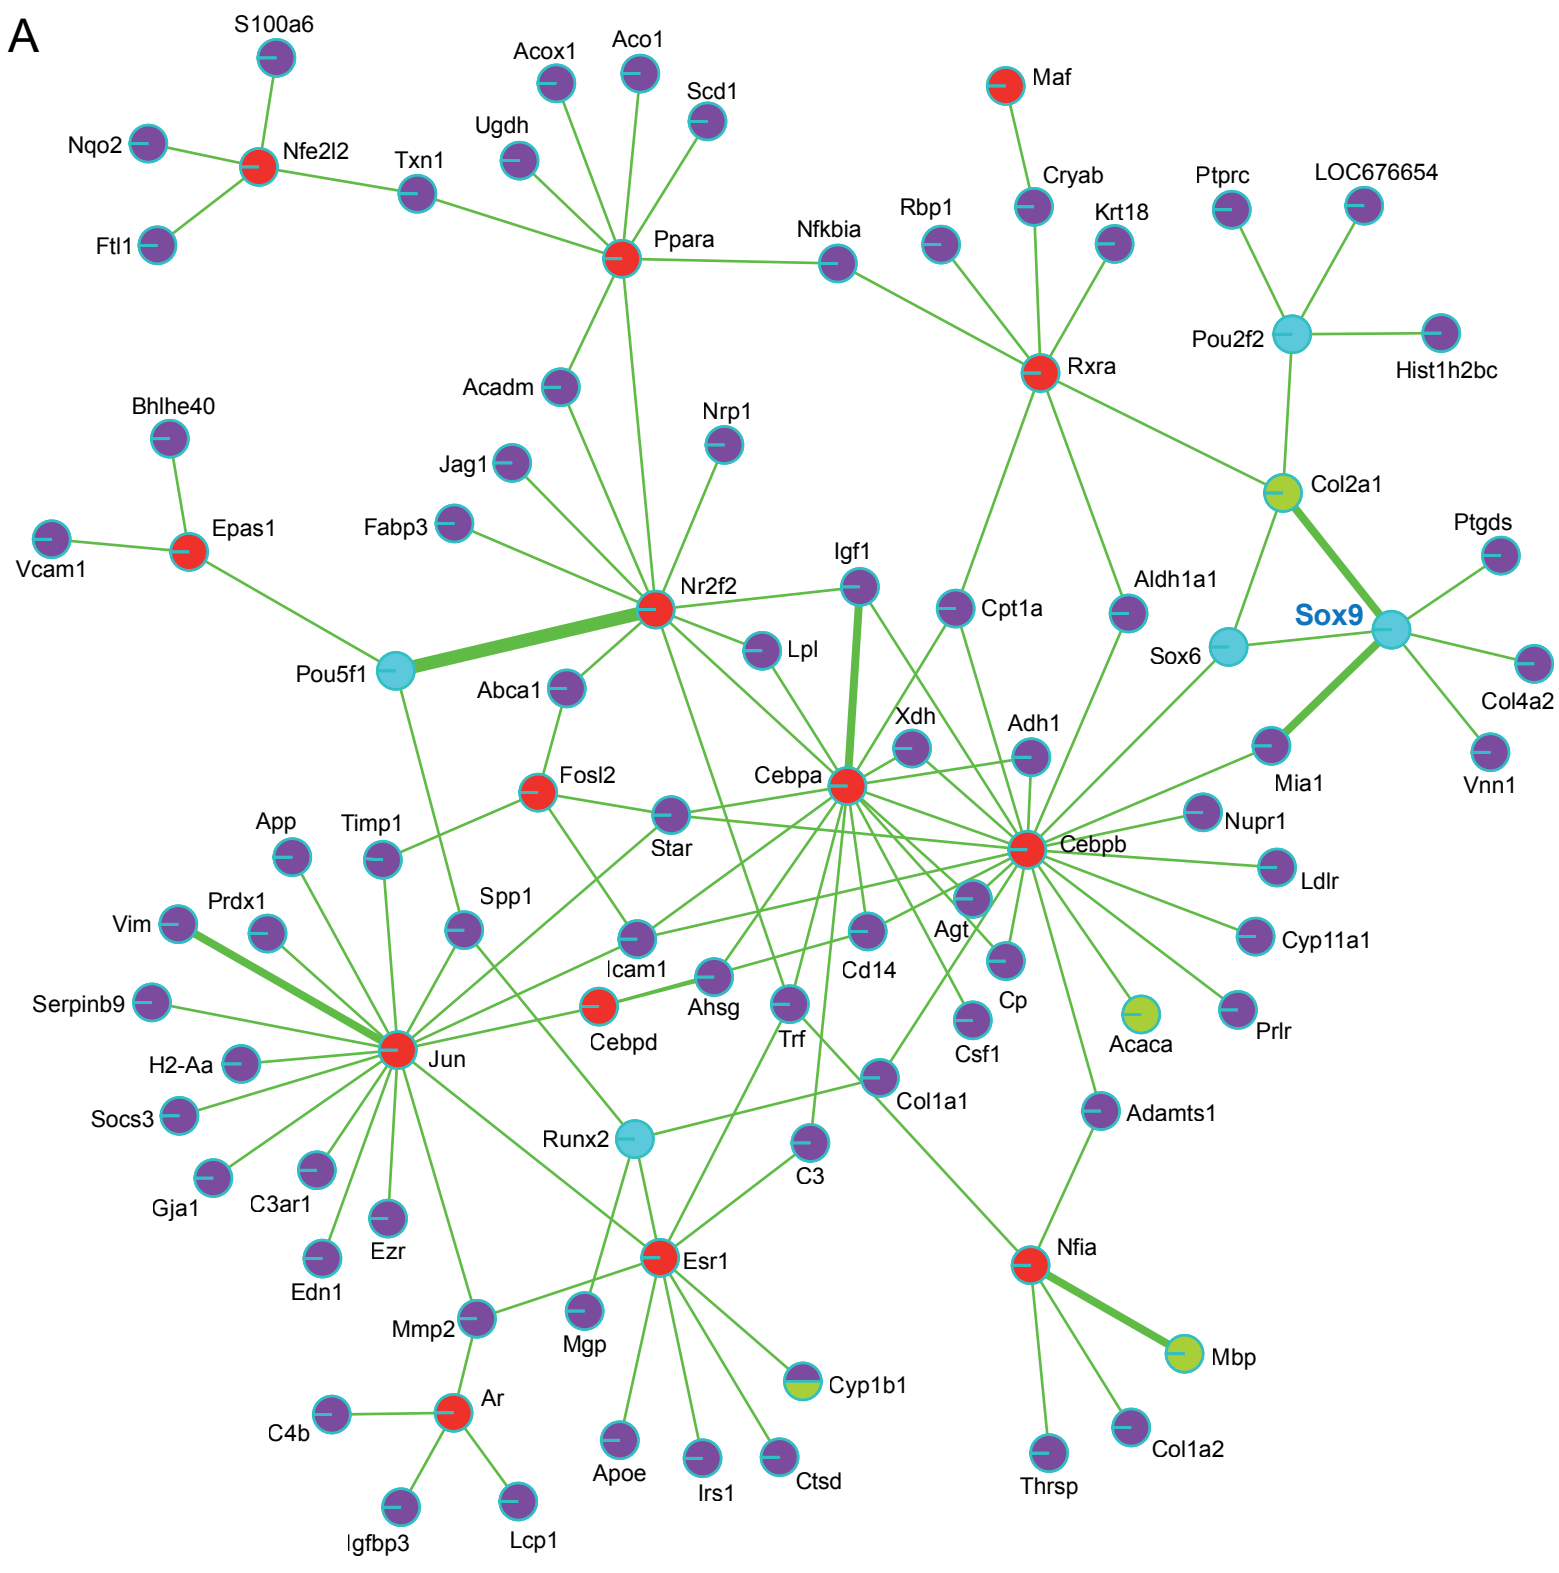 A
S100a6
Acox1
Aco1
Maf
Scd1
Nqo2
Nfe2l2
Ugdh
Txn1
Cryab
Ptprc
LOC676654
Rbp1
Krt18
Ftl1
Ppara
Nfkbia
Pou2f2
Hist1h2bc
Rxra
Acadm
Bhlhe40
Nrp1
Jag1
Col2a1
Fabp3
Epas1
Igf1
Ptgds
Vcam1
Nr2f2
Aldh1a1
Cpt1a
Sox9
Lpl
Sox6
Pou5f1
Abca1
Col4a2
Xdh
Adh1
Fosl2
Cebpa
Mia1
Vnn1
App
Timp1
Star
Cebpb
Nupr1
Ldlr
Prdx1
Spp1
Vim
Agt
Cyp11a1
Icam1
Cd14
Serpinb9
Ahsg
Cp
Cebpd
Trf
Csf1
Acaca
Prlr
H2-Aa
Jun
Col1a1
Socs3
Runx2
Adamts1
C3
Gja1
C3ar1
Ezr
Esr1
Nfia
Edn1
Mmp2
Mgp
Mbp
Cyp1b1
Ar
C4b
Apoe
Irs1
Ctsd
Col1a2
Thrsp
Igfbp3
Lcp1